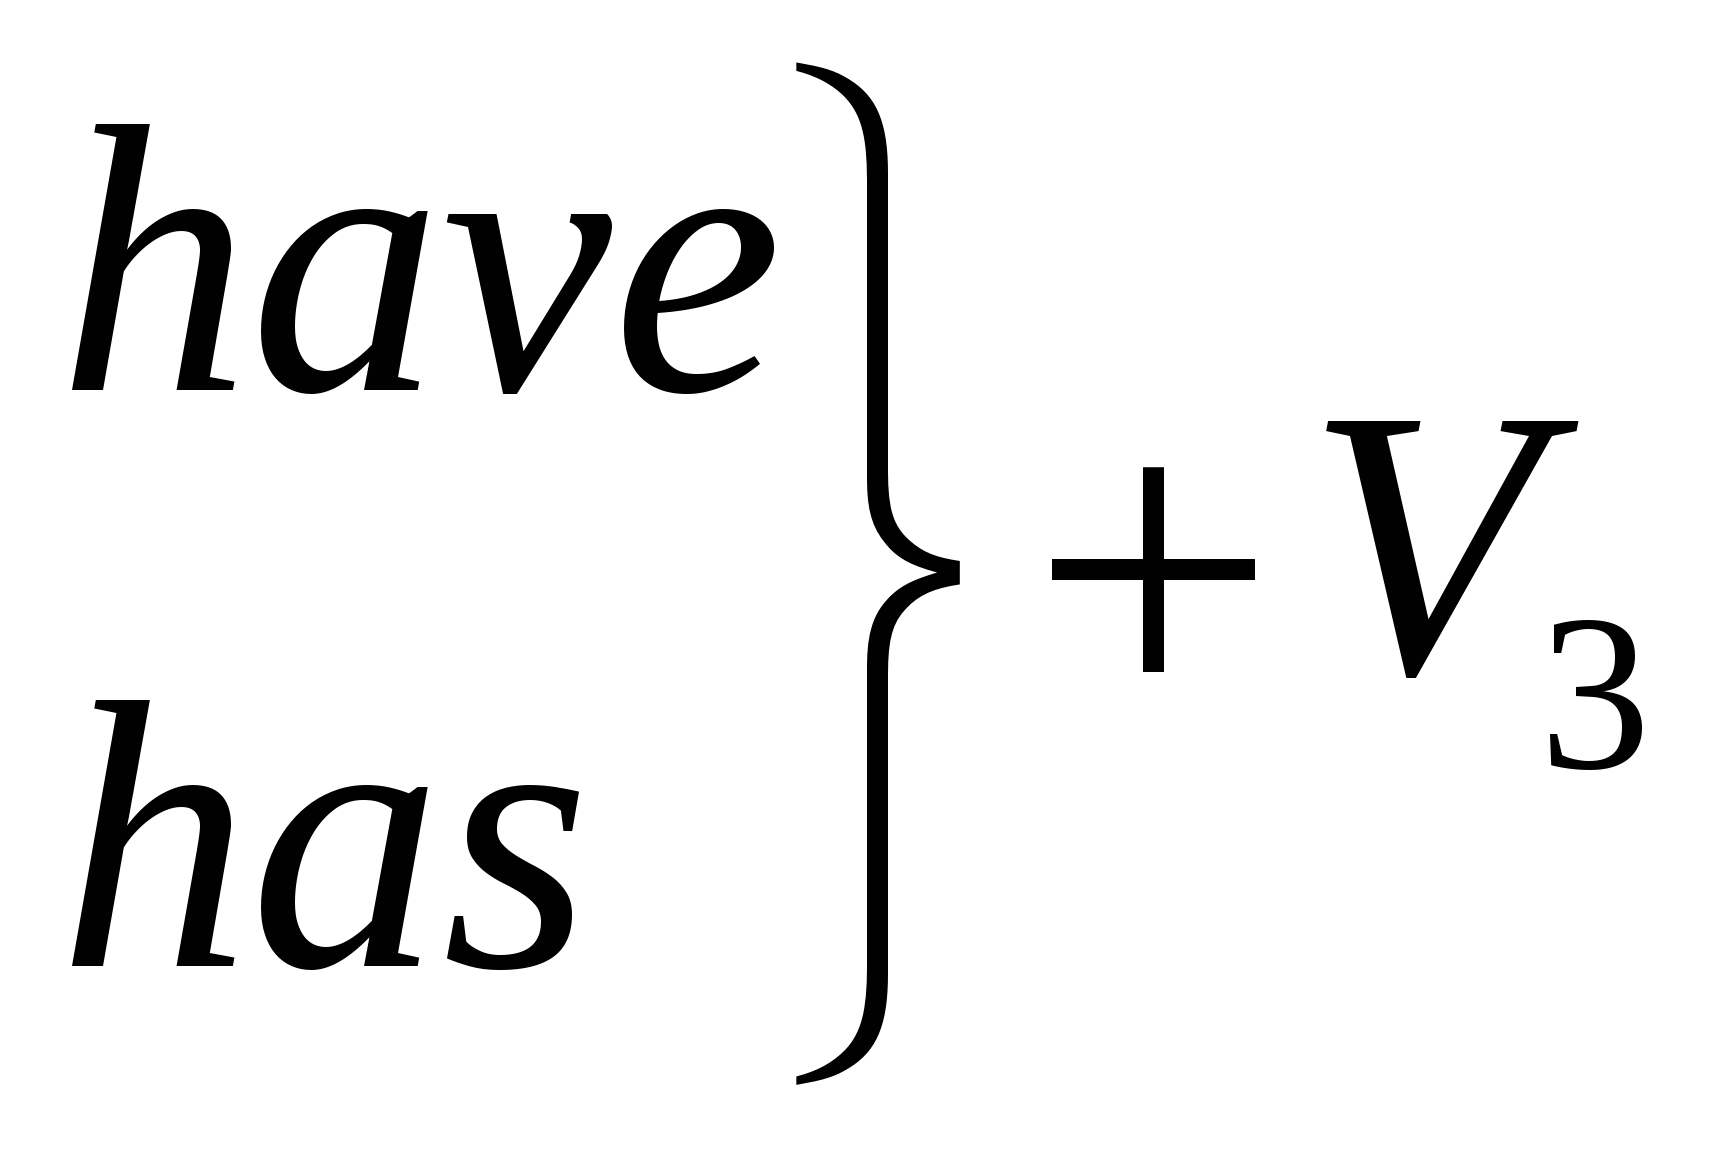 have
} + V₃
has